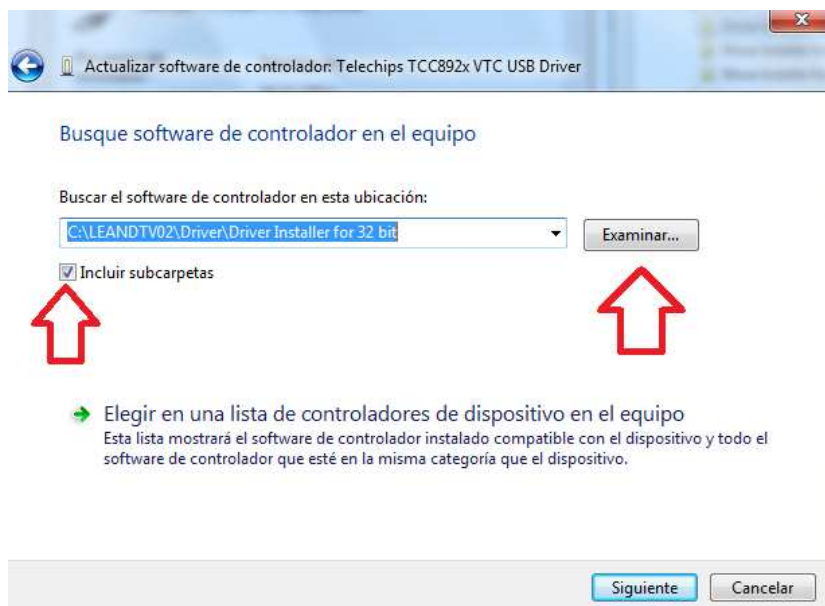 Actualizar software de controlador: Telechips TCC892x VTC USB Driver
Busque software de controlador en el equipo
Buscar el software de controlador en esta ubicación:
C:\LEANDTV02\Driver\Driver Installer for 32 bit
Examinar...
Incluir subcarpetas
Elegir en una lista de controladores de dispositivo en el equipo
Esta lista mostrará el software de controlador instalado compatible con el dispositivo y todo el
software de controlador que esté en la misma categoría que el dispositivo.
Siguiente
Cancelar